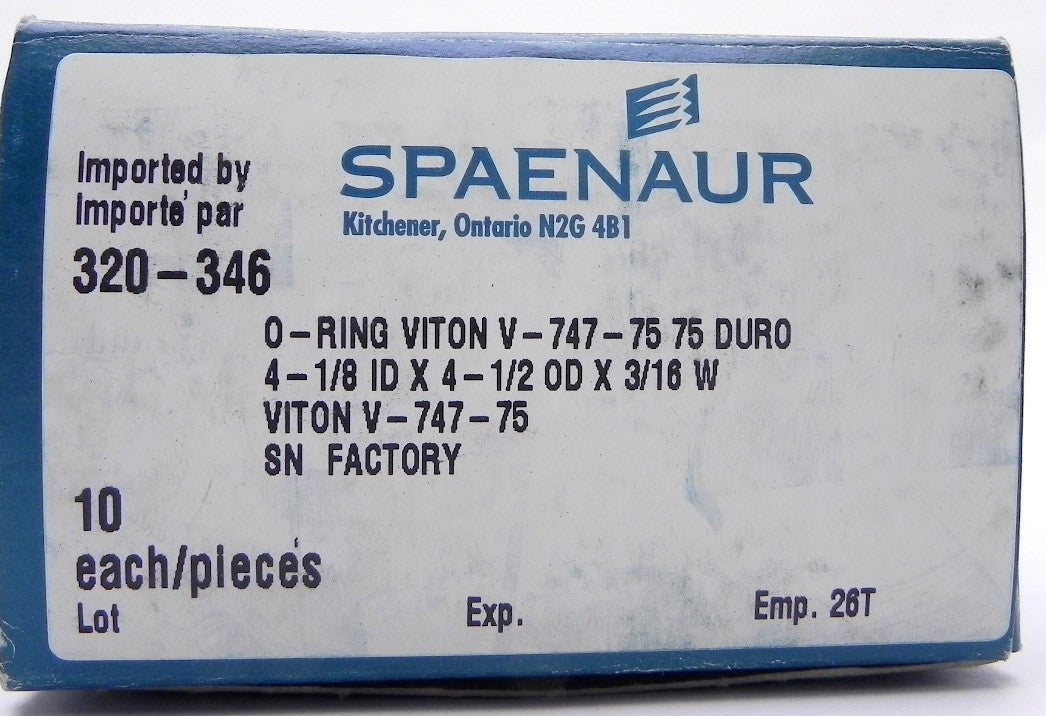 Imported by
Importe' par
SPAENAUR
Kitchener, Ontario N2G 4B1
320-346
O-RING VITON V-747-75 75 DURO
4-1/8 ID X 4-1/2 OD X 3/16 W
VITON V-747-75
SN FACTORY
10
each/piece's
Lot
Exp.
Emp. 26T